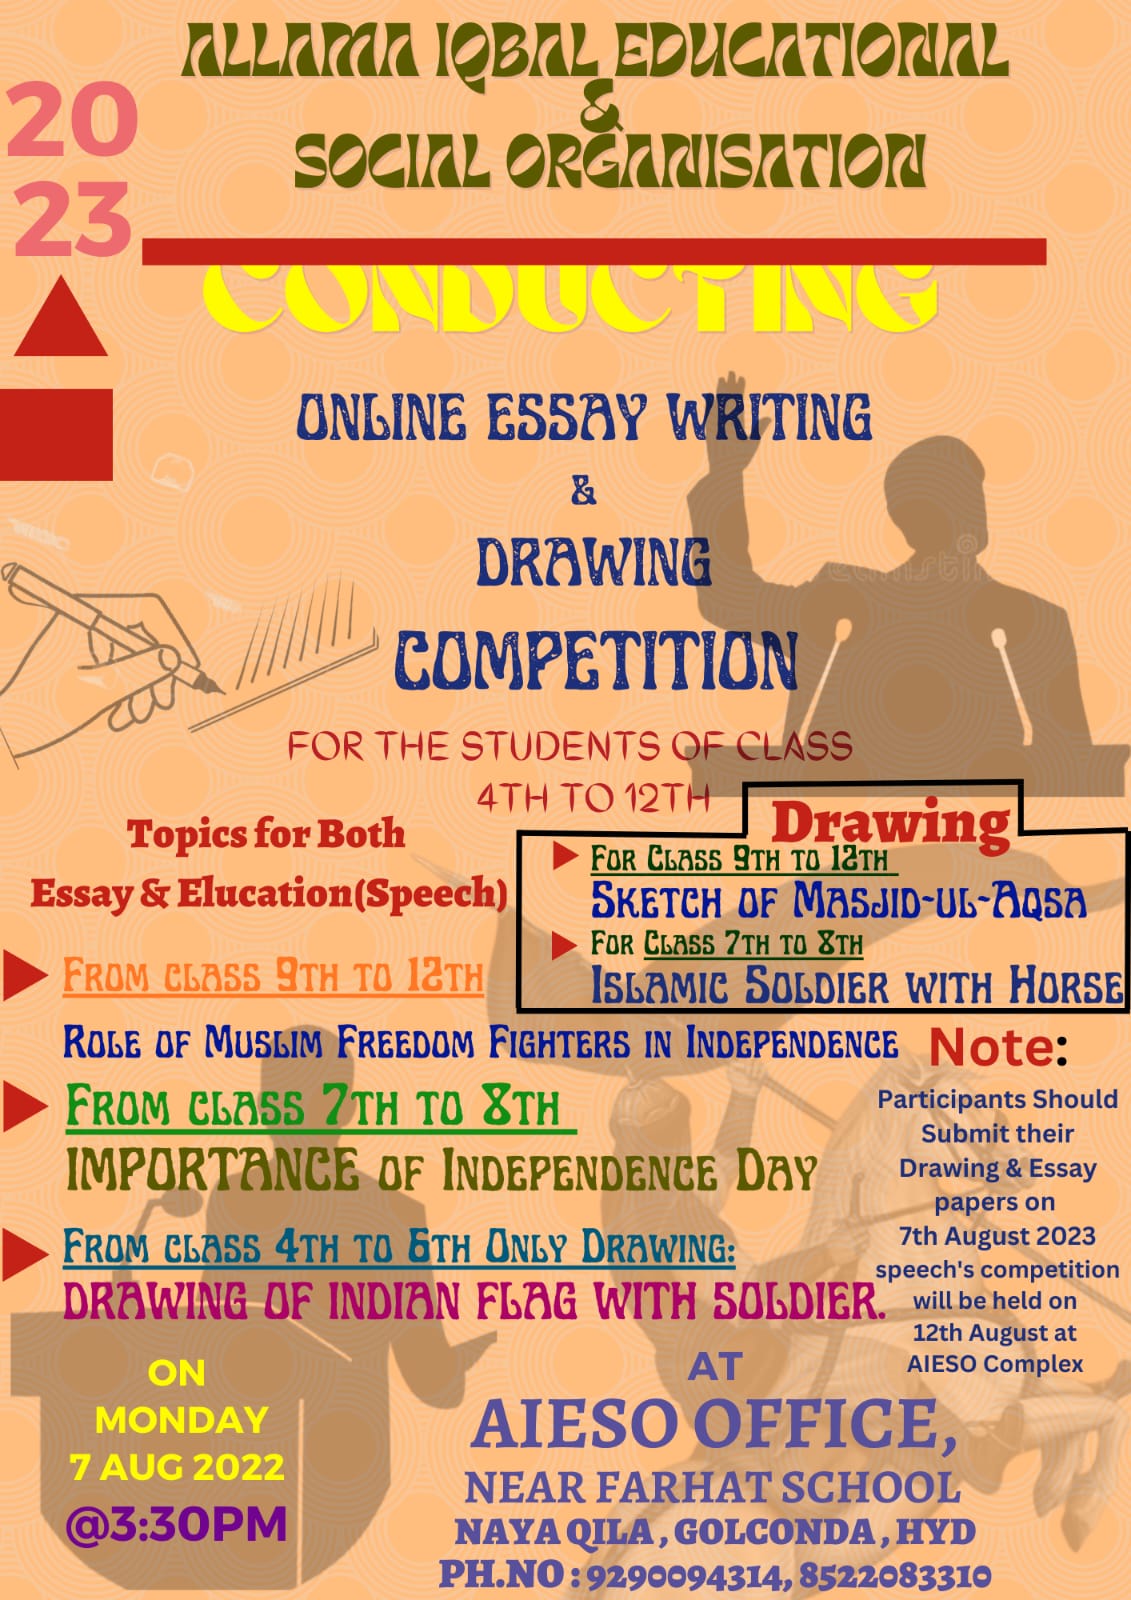 ALLAMA IQBAL EDUCATIONAL
&
SOCIAL ORGANISATION
20
23
CONDUCTING
ONLINE ESSAY WRITING
&
DRAWING
COMPETITION
FOR THE STUDENTS OF CLASS
4TH TO 12TH
Topics for Both
Essay & Elucation(Speech)
From class 9th to 12th
Role of Muslim Freedom Fighters in Independence
From class 7th to 8th
IMPORTANCE of Independence Day
From class 4th to 6th Only Drawing:
DRAWING OF INDIAN FLAG WITH SOLDIER.
Drawing
For Class 9th to 12th
Sketch of Masjid-ul-Aqsa
For Class 7th to 8th
Islamic Soldier with Horse
Note:
Participants Should
Submit their
Drawing & Essay
papers on
7th August 2023
speech's competition
will be held on
12th August at
AIESO Complex
ON
MONDAY
7 AUG 2022
@3:30PM
AT
AIESO OFFICE,
NEAR FARHAT SCHOOL
NAYA QILA , GOLCONDA , HYD
PH.NO : 9290094314, 8522083310